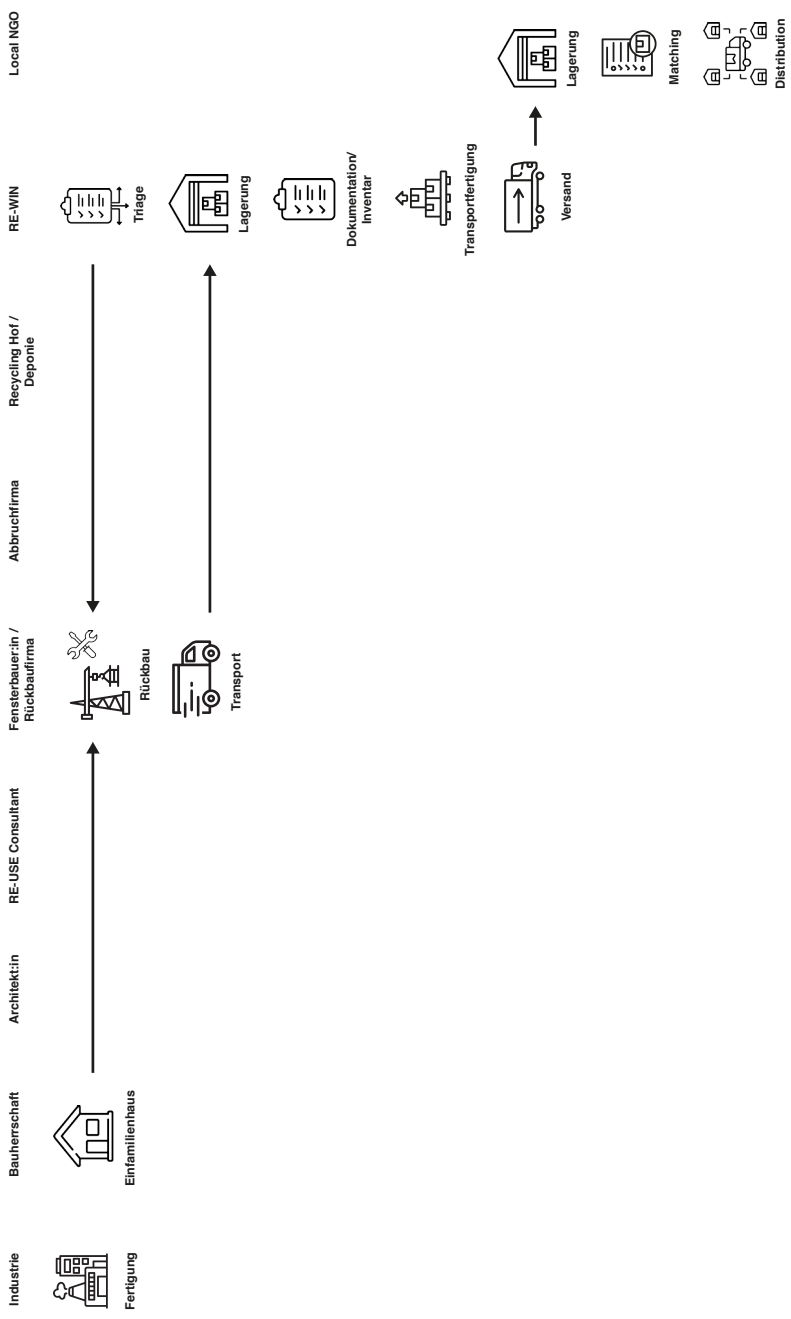 Industrie
Bauherrschaft
Architekt:in
RE-USE Consultant
Fensterbauer:in /
Rückbaufirma
Abbruchfirma
Recycling Hof /
Deponie
RE-WIN
Local NGO
Fertigung
Einfamilienhaus
Rückbau
Triage
Transport
Lagerung
Dokumentation/
Inventar
Transportfertigung
Versand
Lagerung
Matching
Distribution